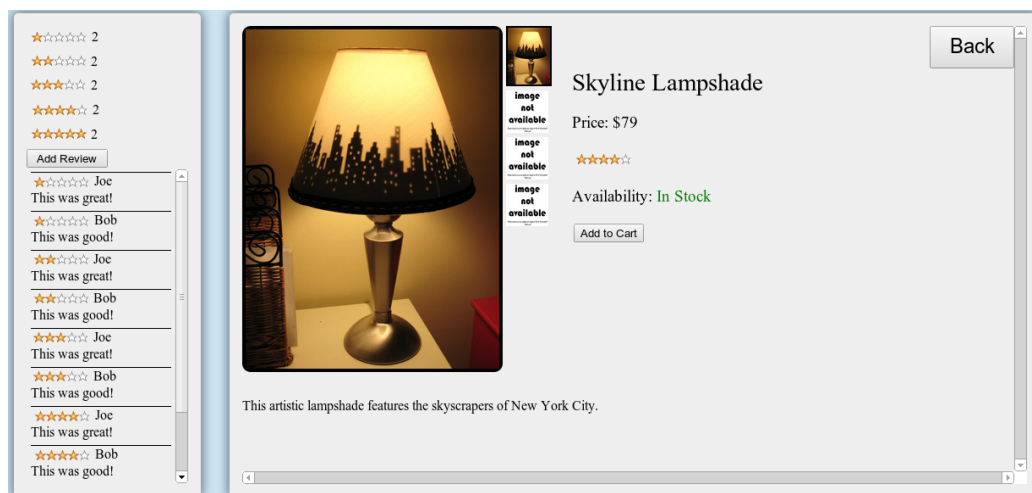 2
2
2
2
2
Add Review
Joe
This was great!
Bob
This was good!
Joe
This was great!
Bob
This was good!
Joe
This was great!
Bob
This was good!
Joe
This was great!
Bob
This was good!
image
not
available
image
not
available
image
not
available
Back
Skyline Lampshade
Price: $79
Availability: In Stock
Add to Cart
This artistic lampshade features the skyscrapers of New York City.